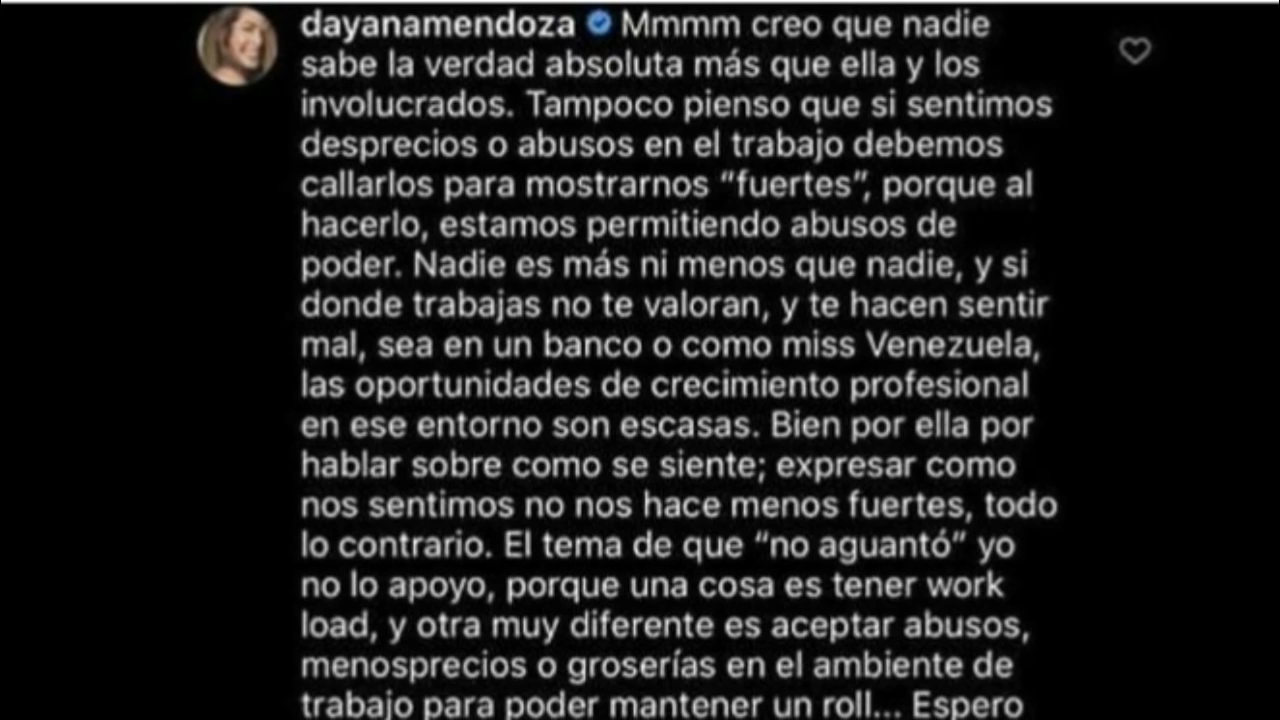 dayanamendoza Mmmm creo que nadie
sabe la verdad absoluta más que ella y los
involucrados. Tampoco pienso que si sentimos
desprecios o abusos en el trabajo debemos
callarlos para mostrarnos “fuertes”, porque al
hacerlo, estamos permitiendo abusos de
poder. Nadie es más ni menos que nadie, y si
donde trabajas no te valoran, y te hacen sentir
mal, sea en un banco o como miss Venezuela,
las oportunidades de crecimiento profesional
en ese entorno son escasas. Bien por ella por
hablar sobre como se siente; expresar como
nos sentimos no nos hace menos fuertes, todo
lo contrario. El tema de que “no aguantó” yo
no lo apoyo, porque una cosa es tener work
load, y otra muy diferente es aceptar abusos,
menosprecios o groserías en el ambiente de
trabajo para poder mantener un roll... Espero